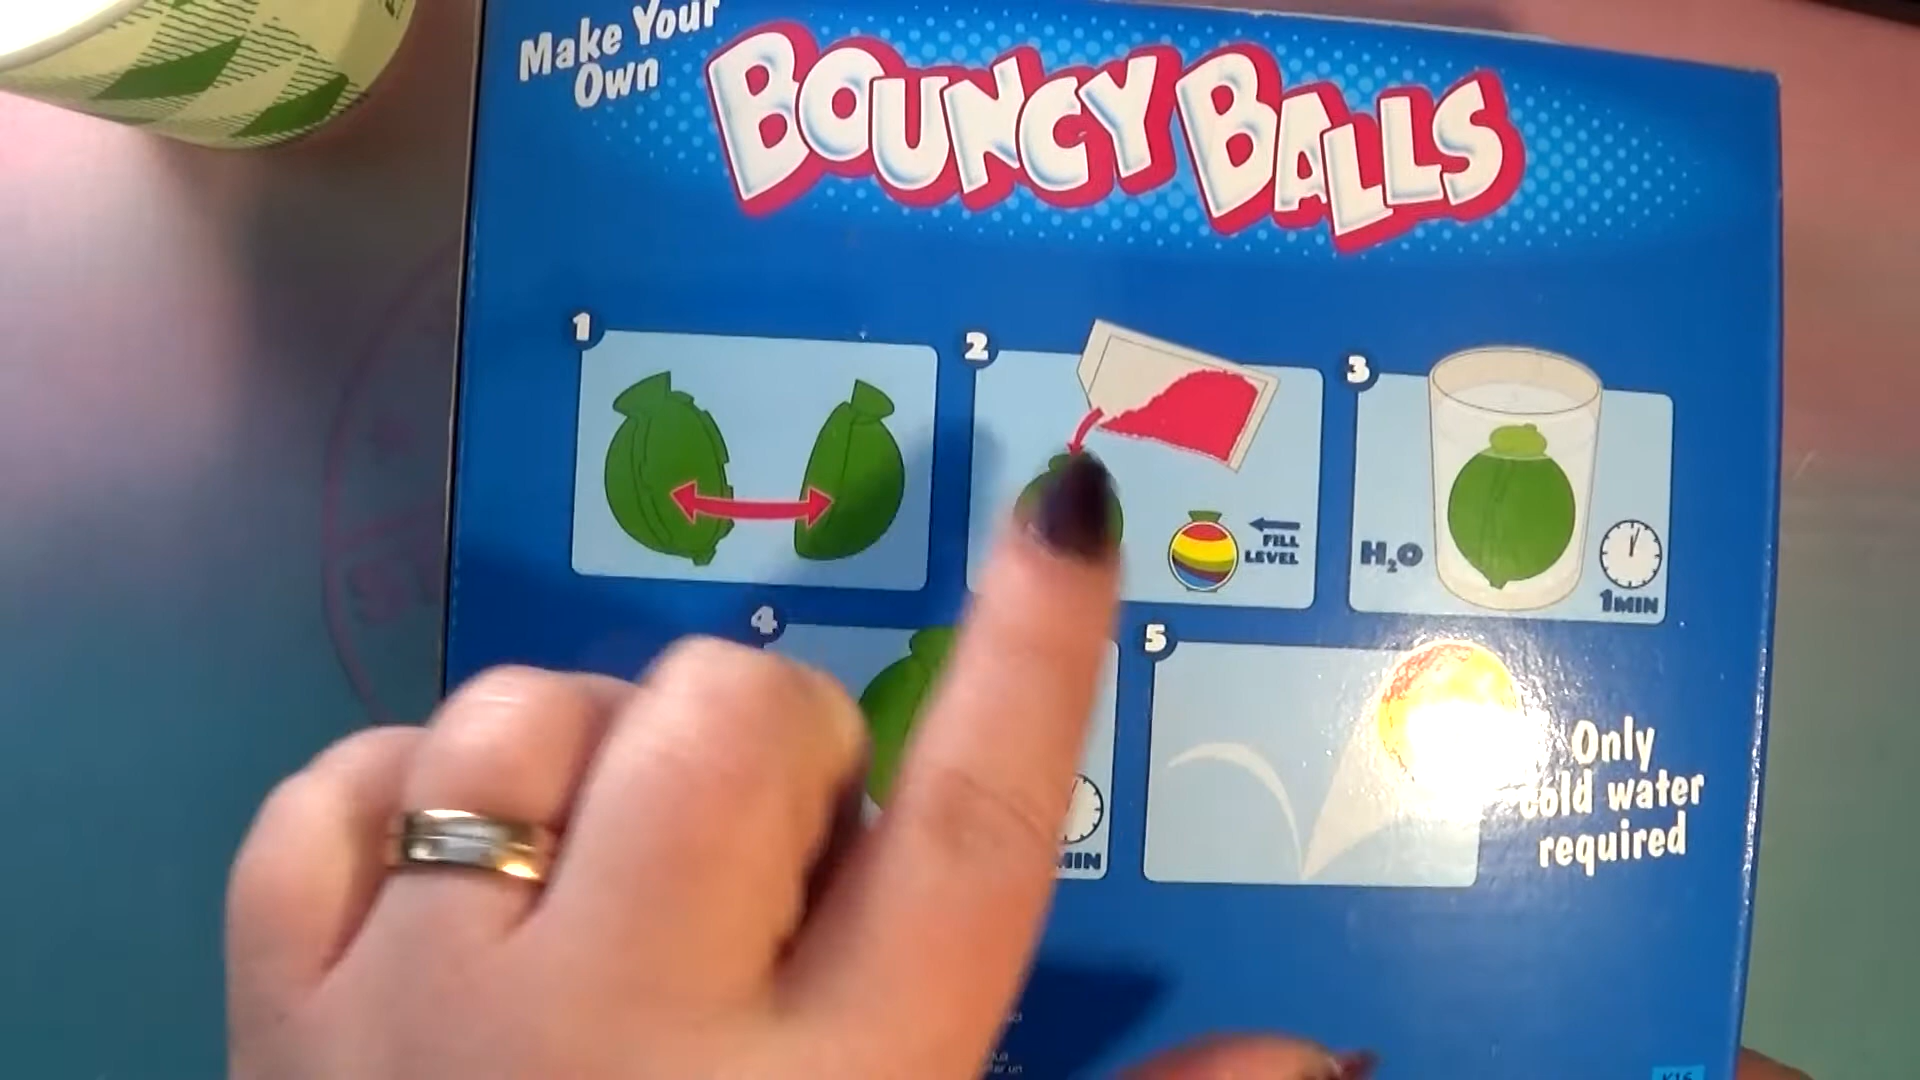 Make Your
Own
BOUNCY BALLS
1
2
3
FILL
LEVEL
H₂O
1MIN
4
5
MIN
Only
cold water
required
K16